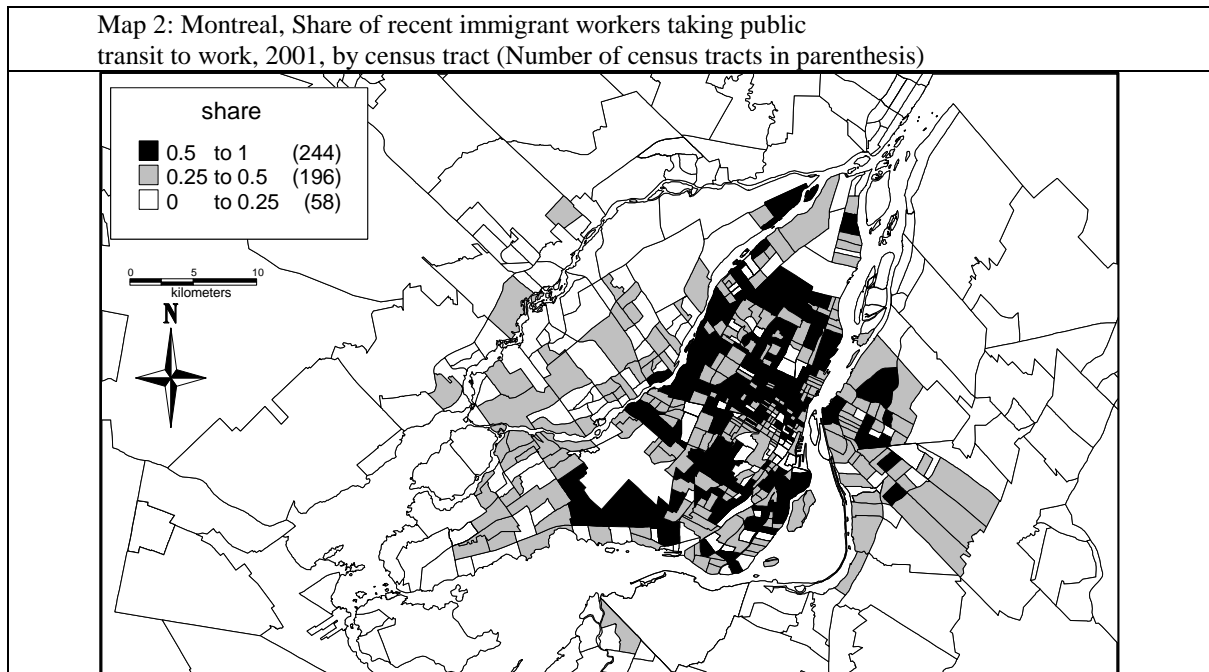 Map 2: Montreal, Share of recent immigrant workers taking public
transit to work, 2001, by census tract (Number of census tracts in parenthesis)
share
0.5 to 1 (244)
0.25 to 0.5 (196)
0 to 0.25 (58)
0 5 10
kilometers
N